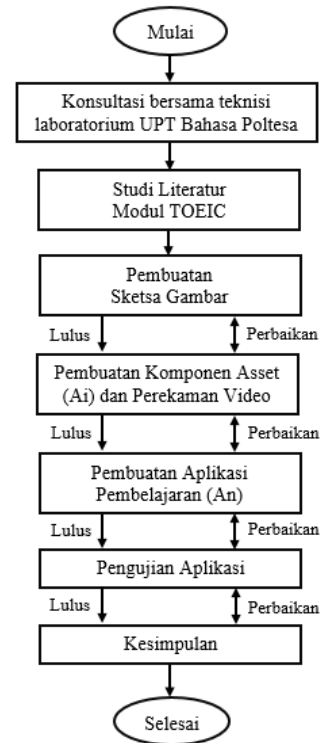 Mulai
Konsultasi bersama teknisi
laboratorium UPT Bahasa Poltesa
Studi Literatur
Modul TOEIC
Pembuatan
Sketsa Gambar
Lulus
Perbaikan
Pembuatan Komponen Asset
(Ai) dan Perekaman Video
Lulus
Perbaikan
Pembuatan Aplikasi
Pembelajaran (An)
Lulus
Perbaikan
Pengujian Aplikasi
Lulus
Perbaikan
Kesimpulan
Selesai